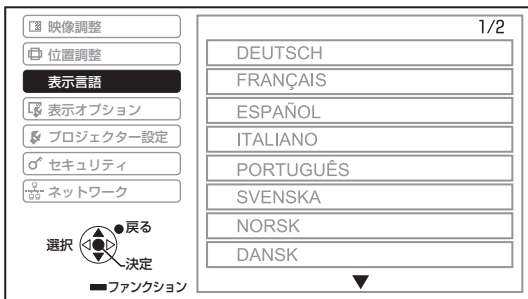 映像調整
位置調整
表示言語
表示オプション
プロジェクター設定
セキュリティ
ネットワーク
戻る
選択
決定
ファンクション
1/2
DEUTSCH
FRANÇAIS
ESPAÑOL
ITALIANO
PORTUGUÊS
SVENSKA
NORSK
DANSK